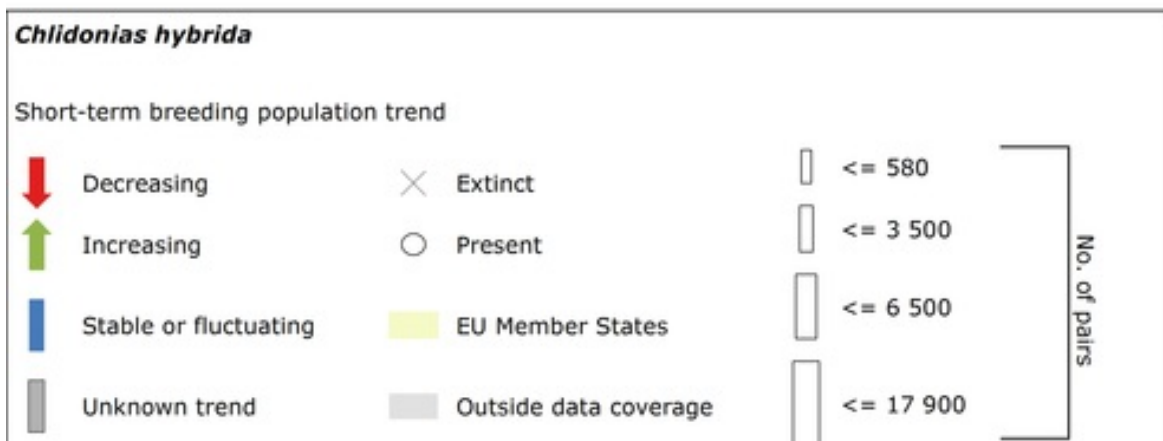 Chlidonias hybrida
Short-term breeding population trend
Decreasing
Extinct
<= 580
Increasing
Present
<= 3 500
Stable or fluctuating
EU Member States
<= 6 500
Unknown trend
Outside data coverage
<= 17 900
No. of pairs